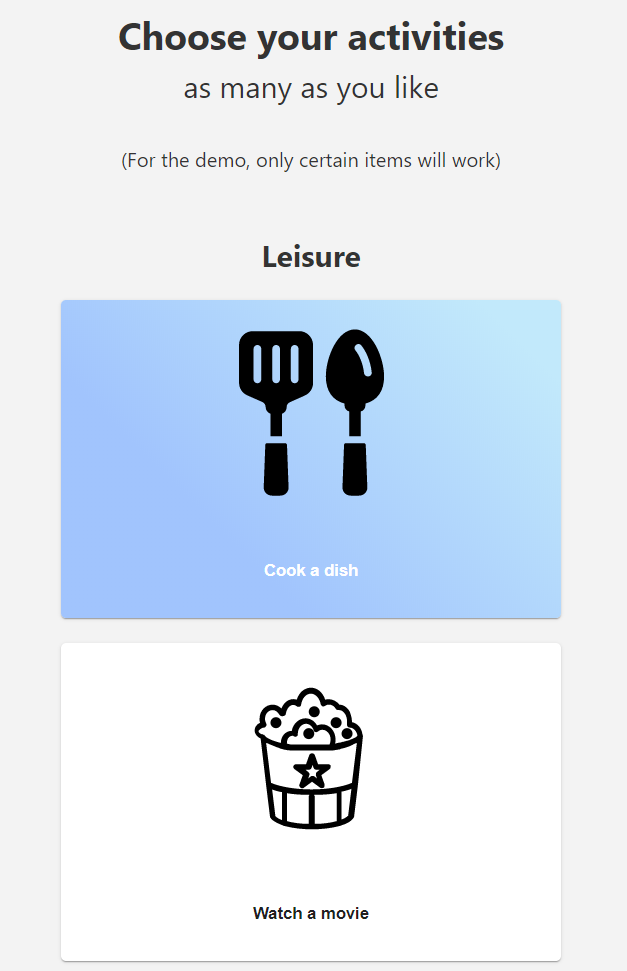 Choose your activities
as many as you like
(For the demo, only certain items will work)
Leisure
Cook a dish
Watch a movie